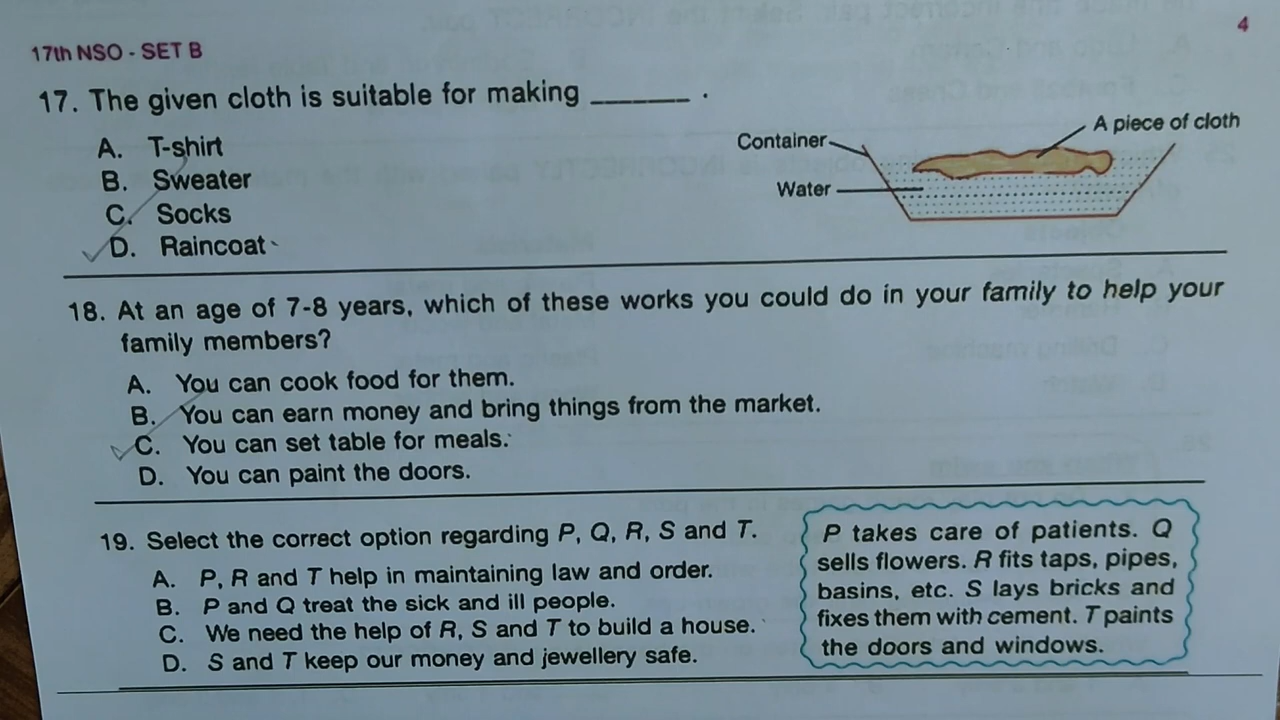 4
17th NSO - SET B
17. The given cloth is suitable for making _______ .
A. T-shirt
B. Sweater
C. Socks
D. Raincoat
A piece of cloth
Container
Water
18. At an age of 7-8 years, which of these works you could do in your family to help your
family members?
A. You can cook food for them.
B. You can earn money and bring things from the market.
C. You can set table for meals.
D. You can paint the doors.
19. Select the correct option regarding P, Q, R, S and T.
A. P, R and T help in maintaining law and order.
B. P and Q treat the sick and ill people.
C. We need the help of R, S and T to build a house.
D. S and T keep our money and jewellery safe.
P takes care of patients. Q
sells flowers. R fits taps, pipes,
basins, etc. S lays bricks and
fixes them with cement. T paints
the doors and windows.